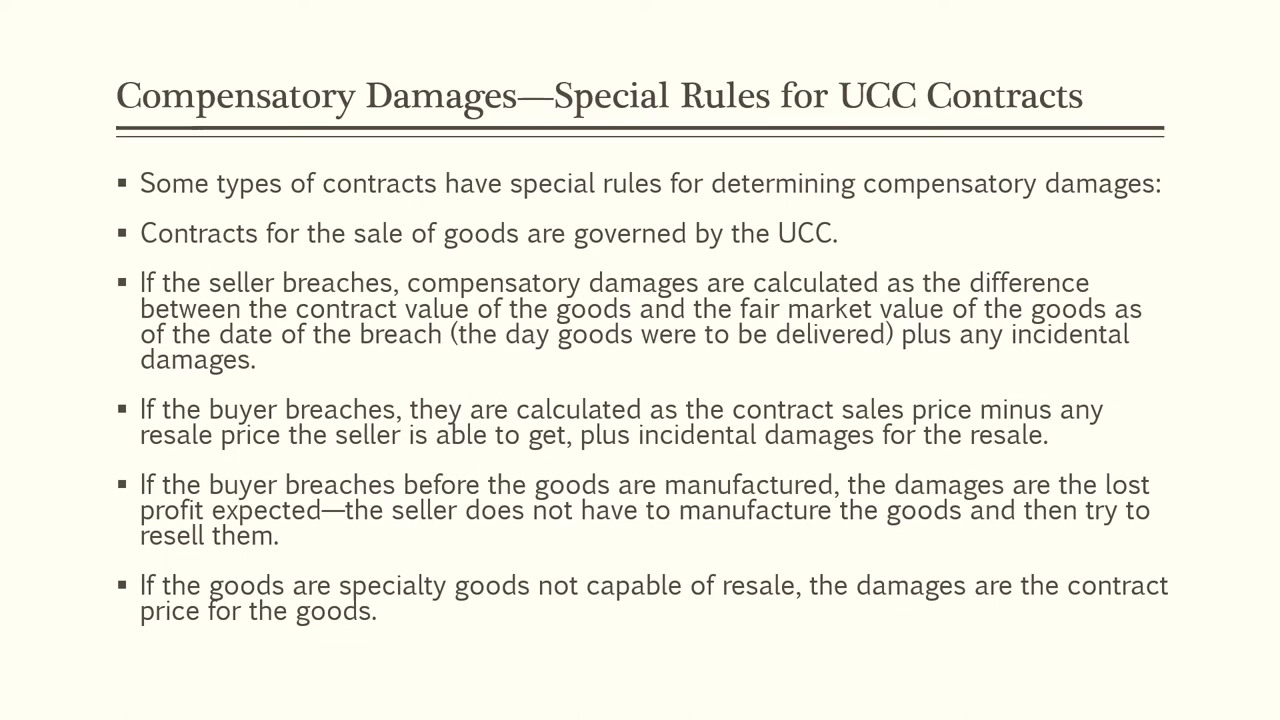 Compensatory Damages—Special Rules for UCC Contracts
▪ Some types of contracts have special rules for determining compensatory damages:
▪ Contracts for the sale of goods are governed by the UCC.
▪ If the seller breaches, compensatory damages are calculated as the difference
between the contract value of the goods and the fair market value of the goods as
of the date of the breach (the day goods were to be delivered) plus any incidental
damages.
▪ If the buyer breaches, they are calculated as the contract sales price minus any
resale price the seller is able to get, plus incidental damages for the resale.
▪ If the buyer breaches before the goods are manufactured, the damages are the lost
profit expected—the seller does not have to manufacture the goods and then try to
resell them.
▪ If the goods are specialty goods not capable of resale, the damages are the contract
price for the goods.